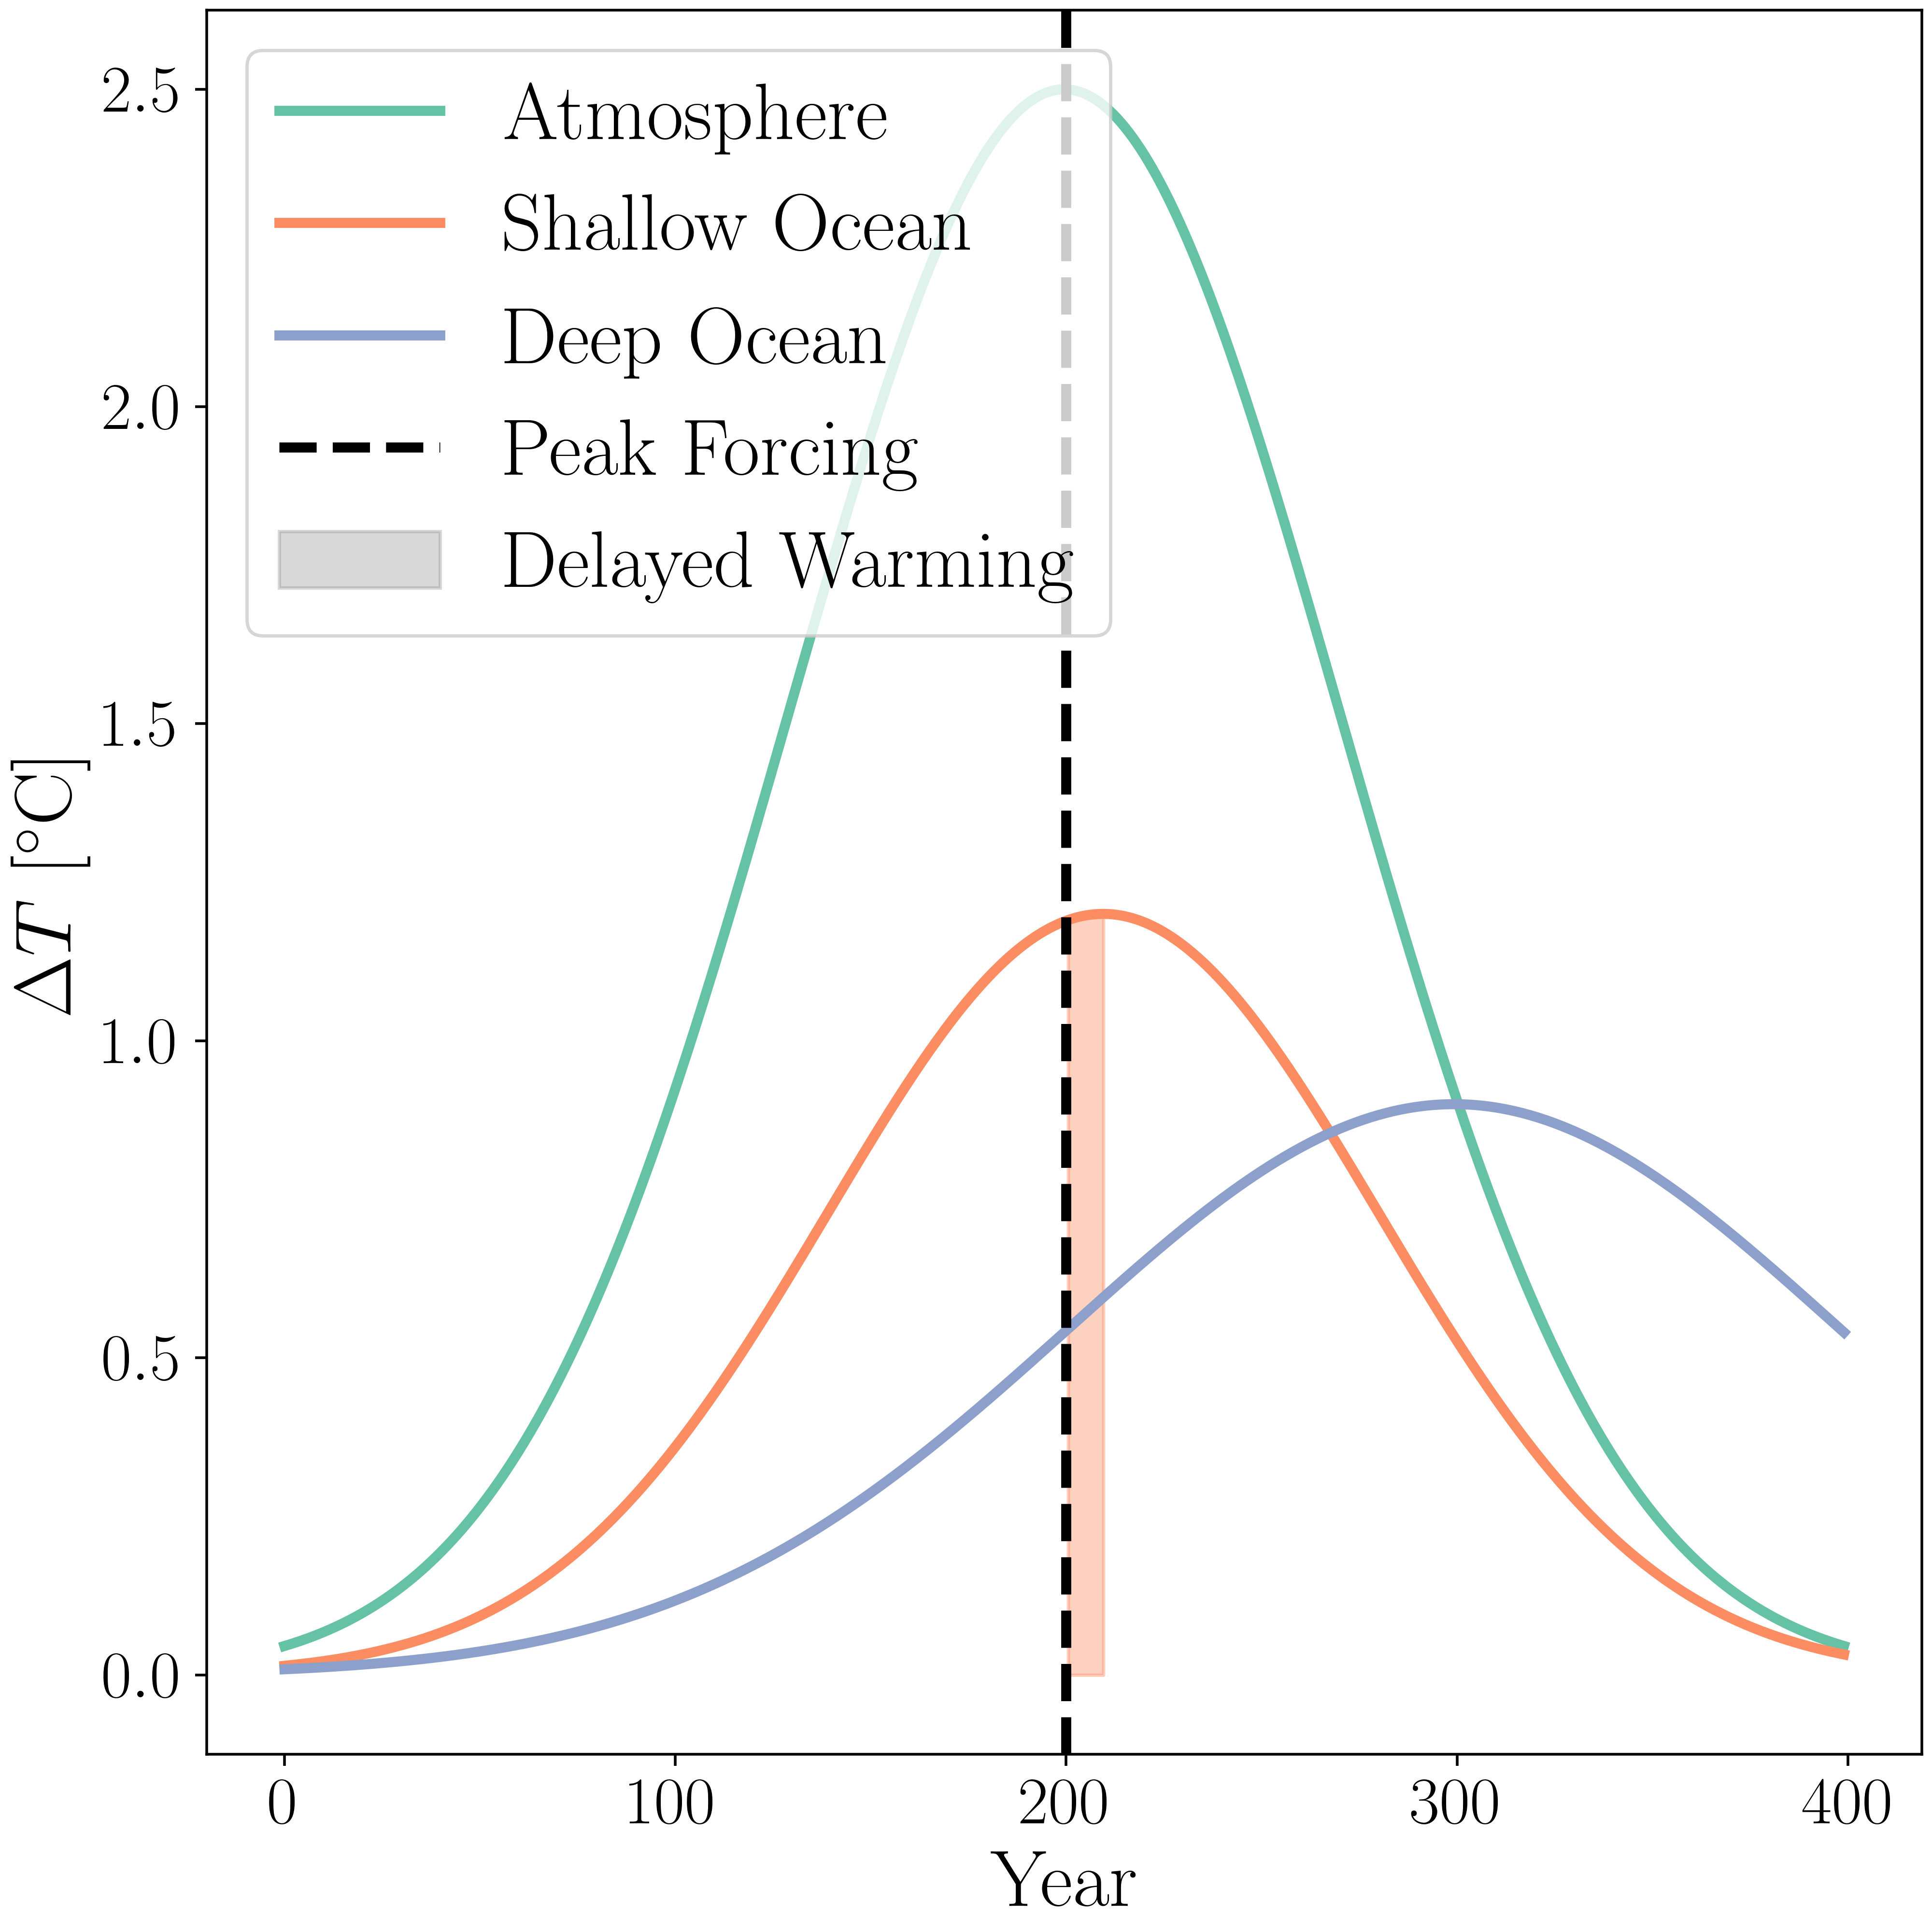 Atmosphere
Shallow Ocean
Deep Ocean
Peak Forcing
Delayed Warming
2.5
2.0
1.5
1.0
0.5
0.0
ΔT [°C]
0 100 200 300 400
Year